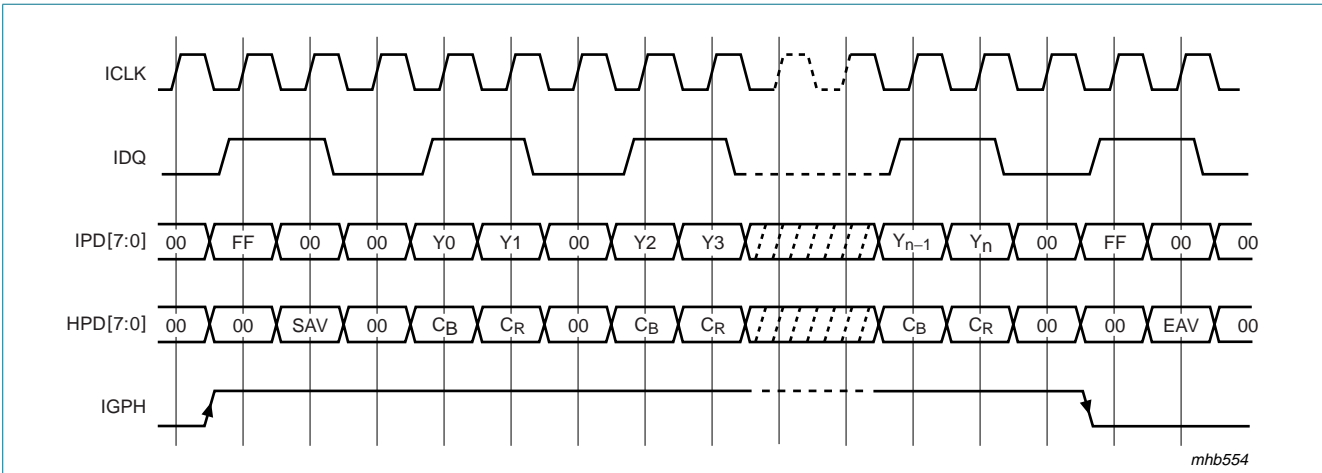 ICLK
IDQ
IPD[7:0] 00 FF 00 00 Y0 Y1 00 Y2 Y3 Yn−1 Yn 00 FF 00 00
HPD[7:0] 00 00 SAV 00 CB CR 00 CB CR CB CR 00 00 EAV 00
IGPH
mhb554